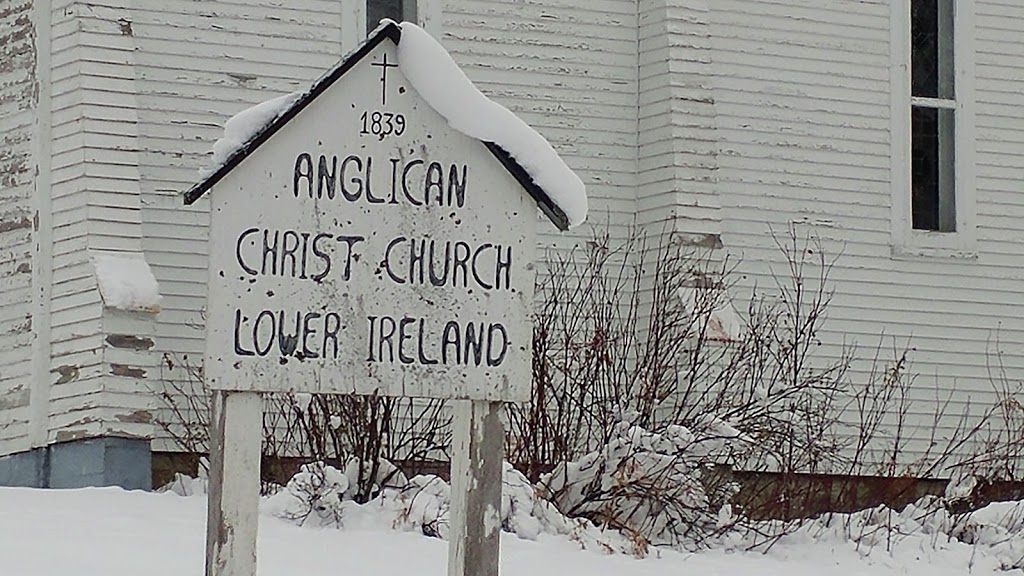 1839
ANGLICAN
CHRIST CHURCH
LOWER IRELAND